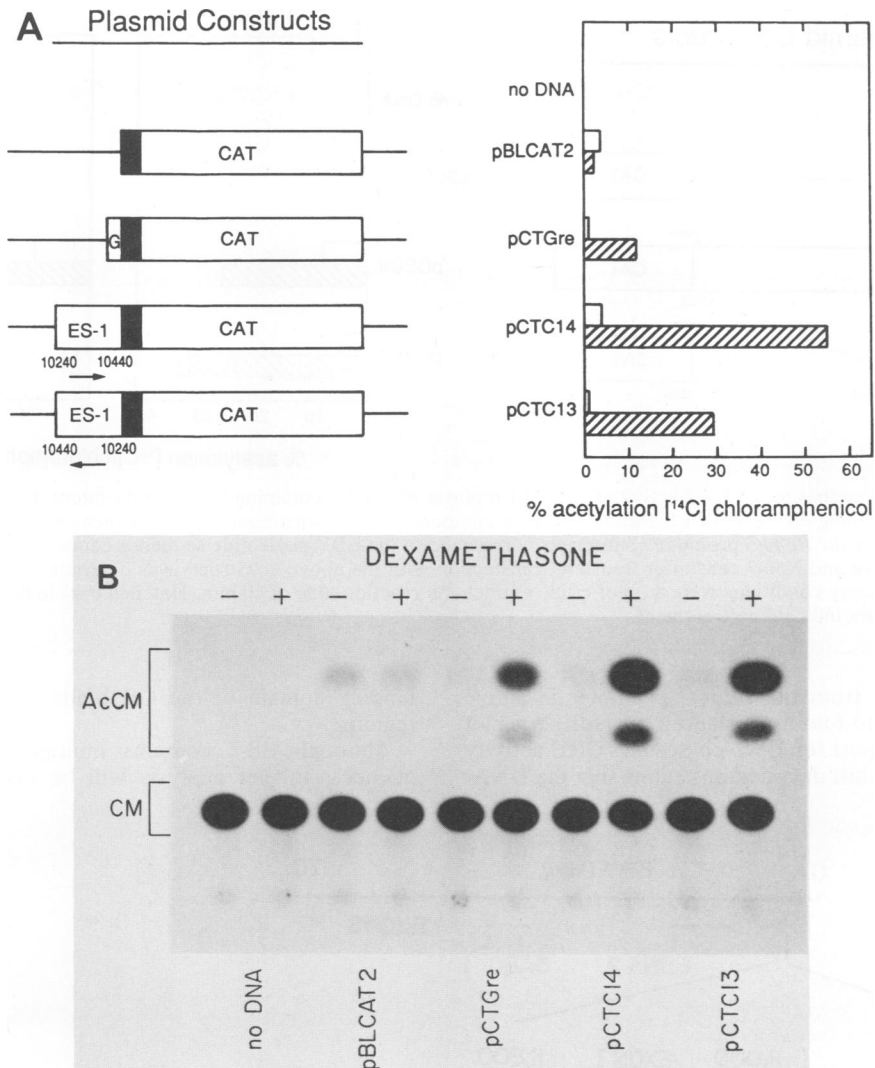 A
Plasmid Constructs
CAT
G
CAT
ES-1
CAT
10240
10440
ES-1
CAT
10440
10240
no DNA
pBLCAT2
pCTGre
pCTC14
pCTC13
0
10
20
30
40
50
60
% acetylation [¹⁴C] chloramphenicol
B
DEXAMETHASONE
+ + + − + − +
AcCM
CM
no DNA
pBLCAT2
pCTGre
pCTC14
pCTC13